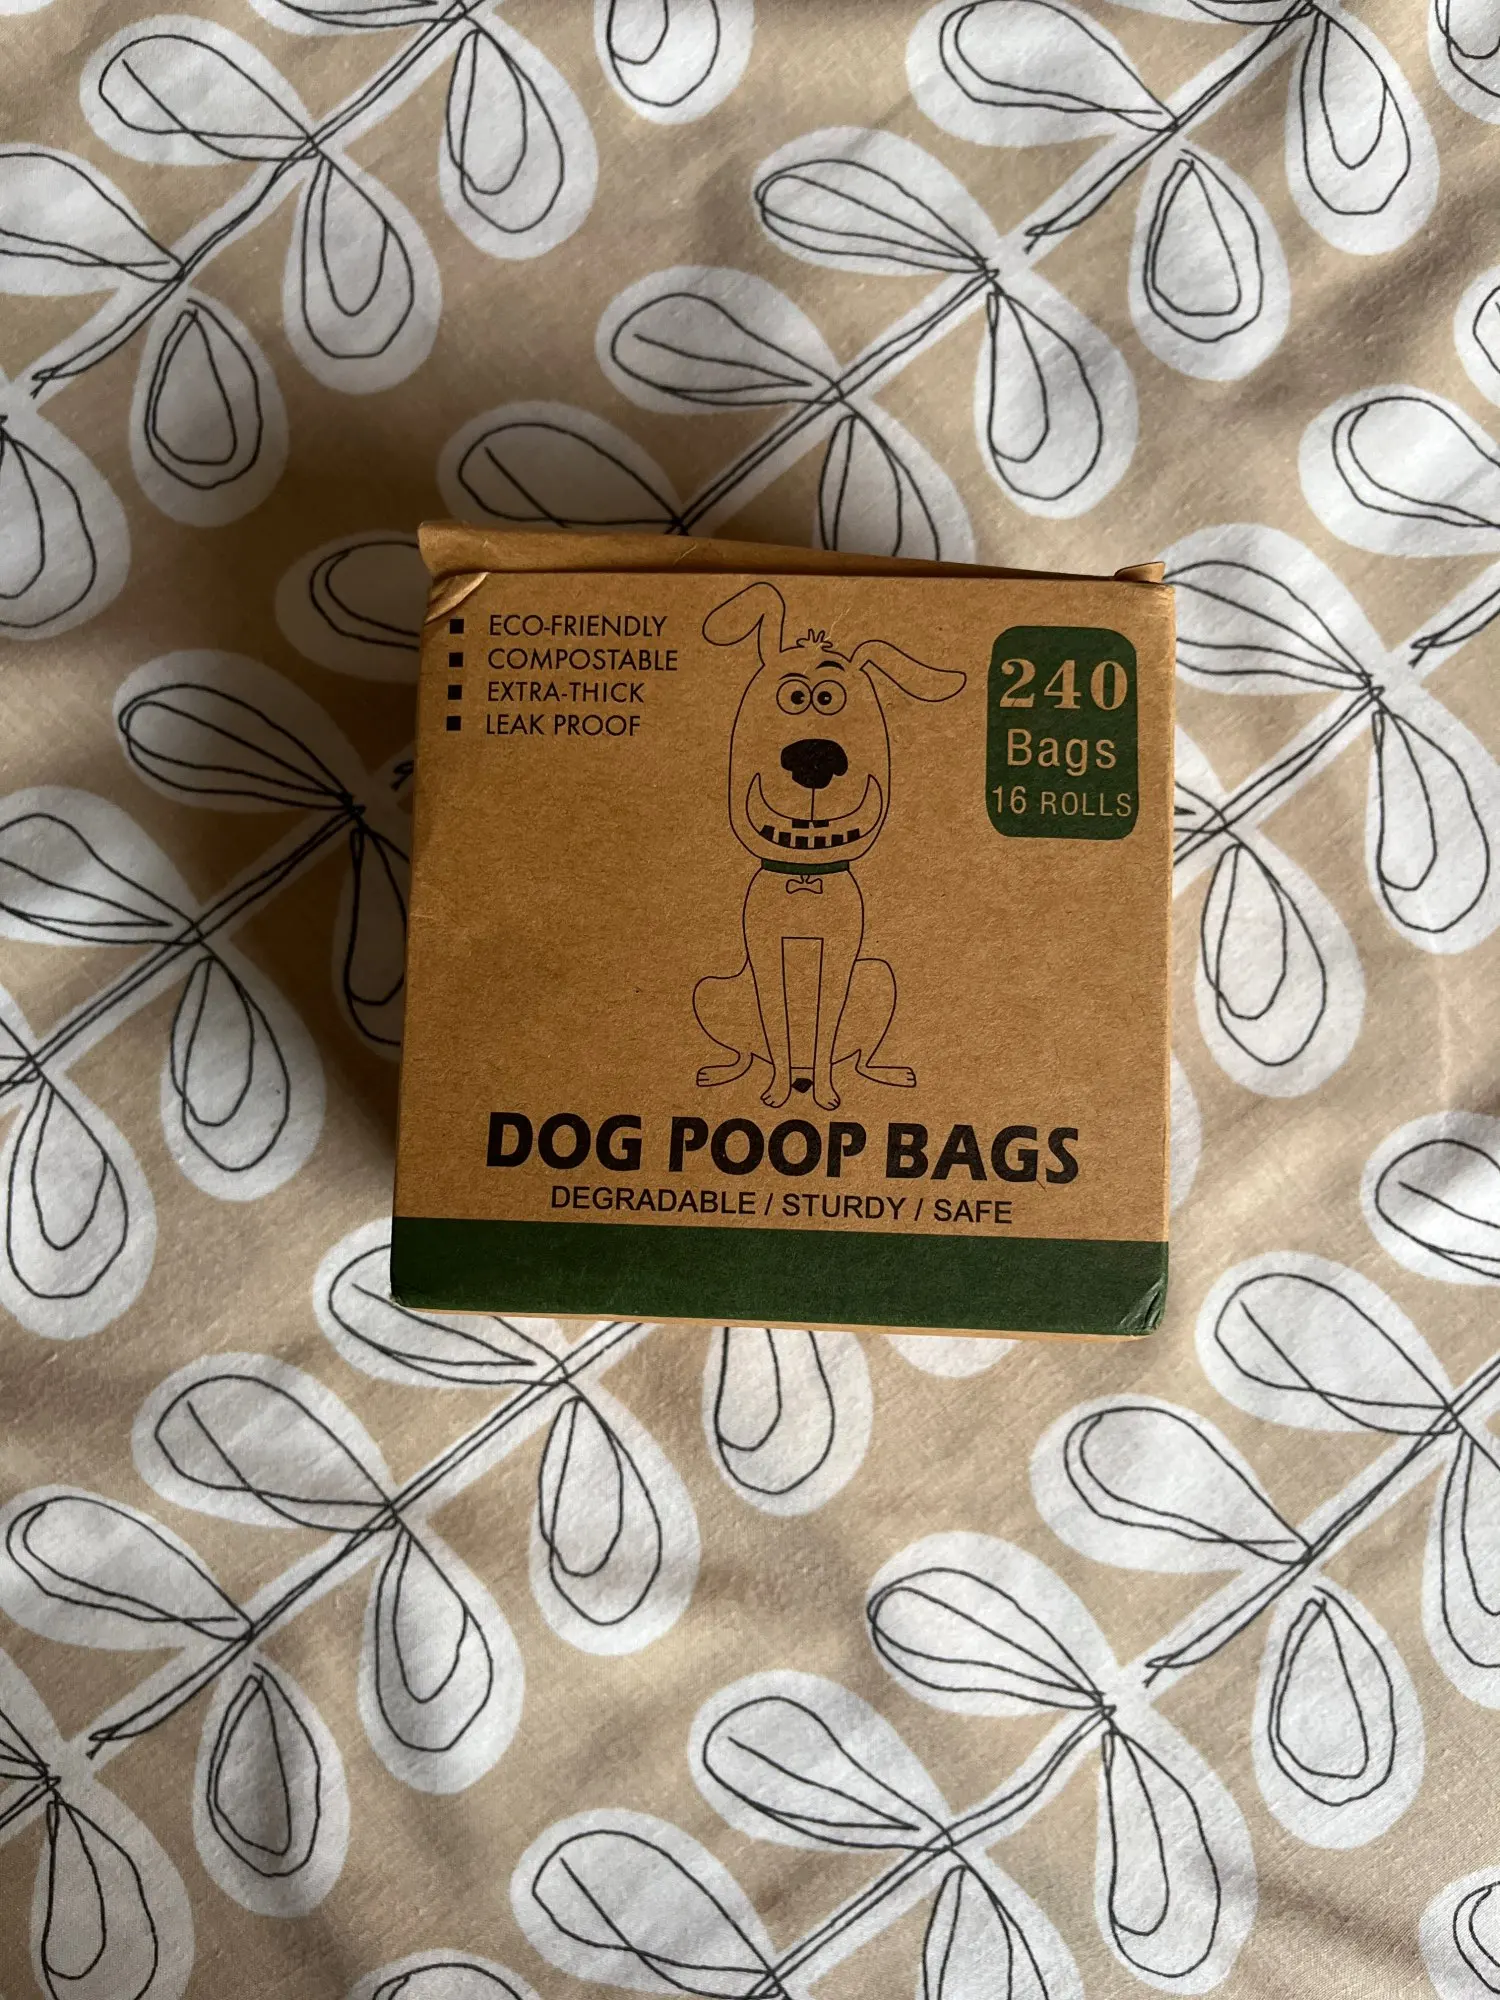 ECO-FRIENDLY
COMPOSTABLE
EXTRA-THICK
LEAK PROOF
240
Bags
16 ROLLS
DOG POOP BAGS
DEGRADABLE / STURDY / SAFE